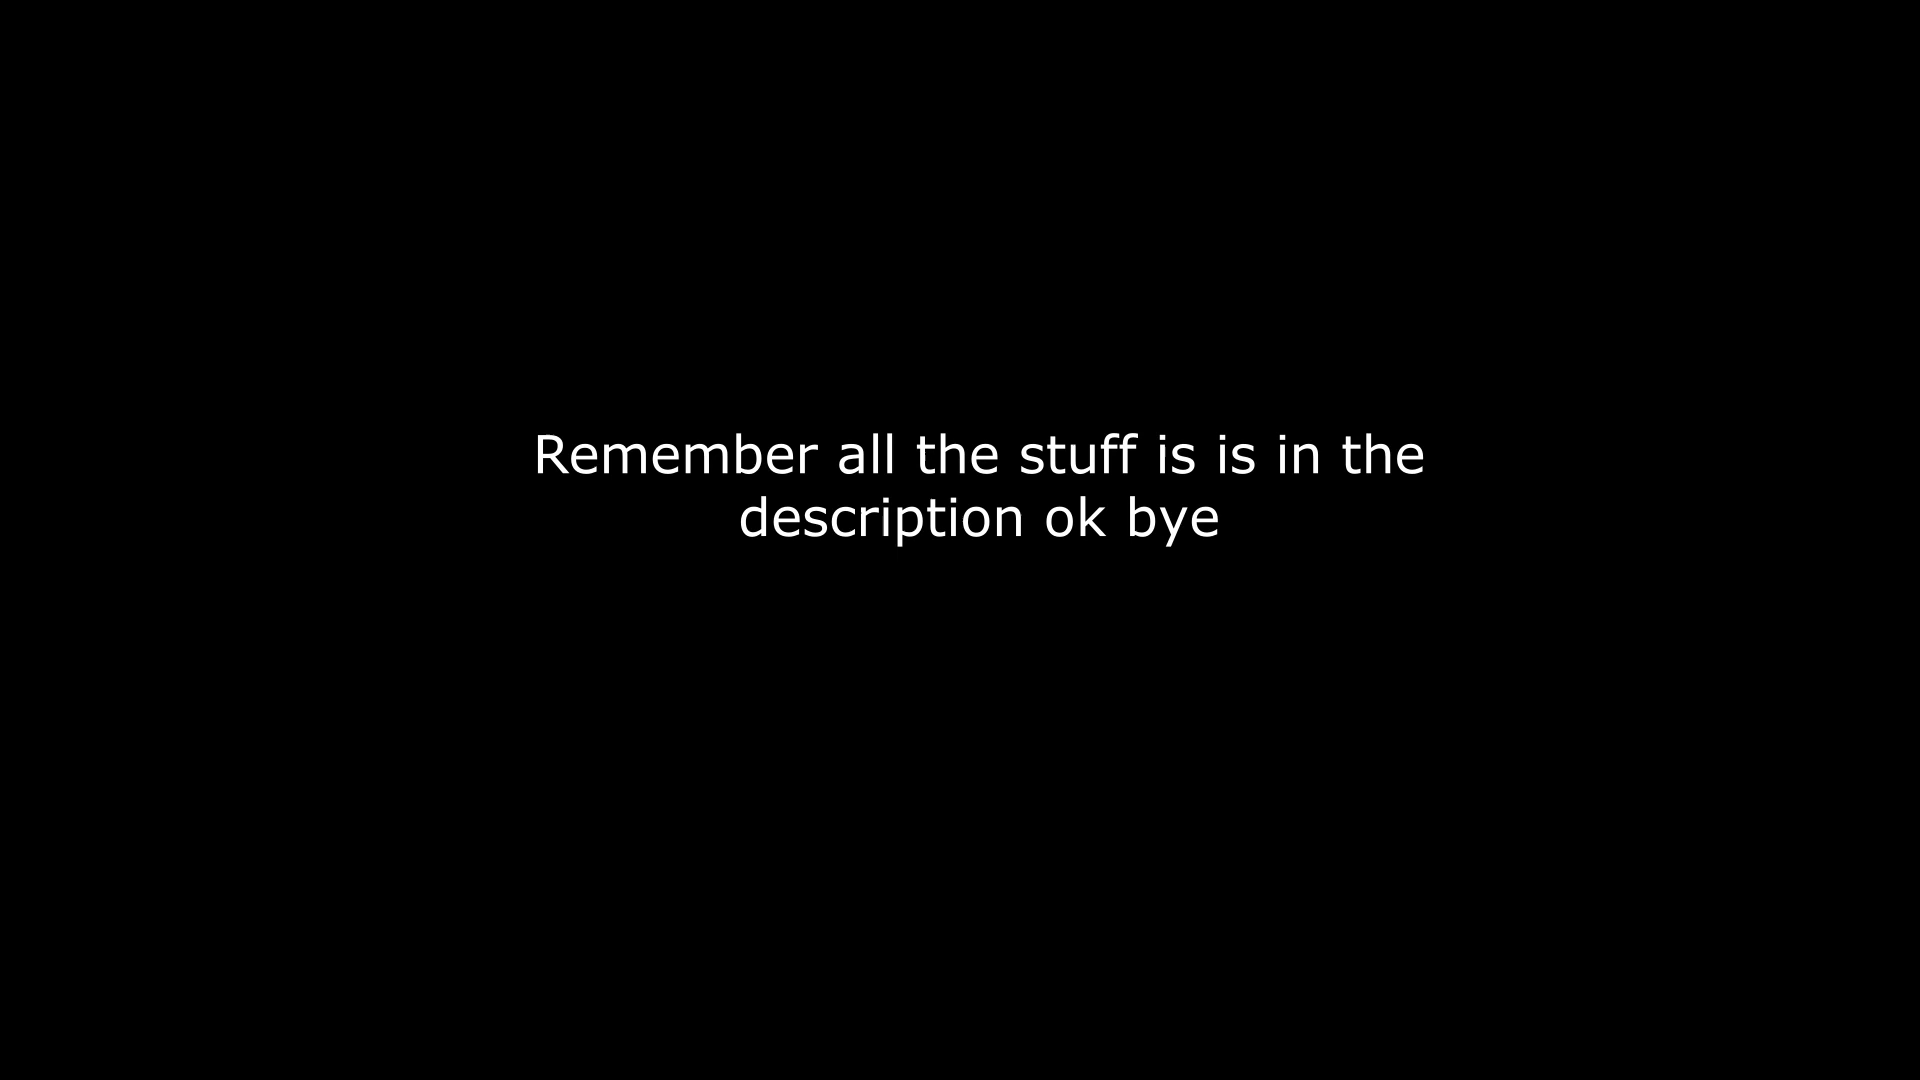 Remember all the stuff is is in the
description ok bye